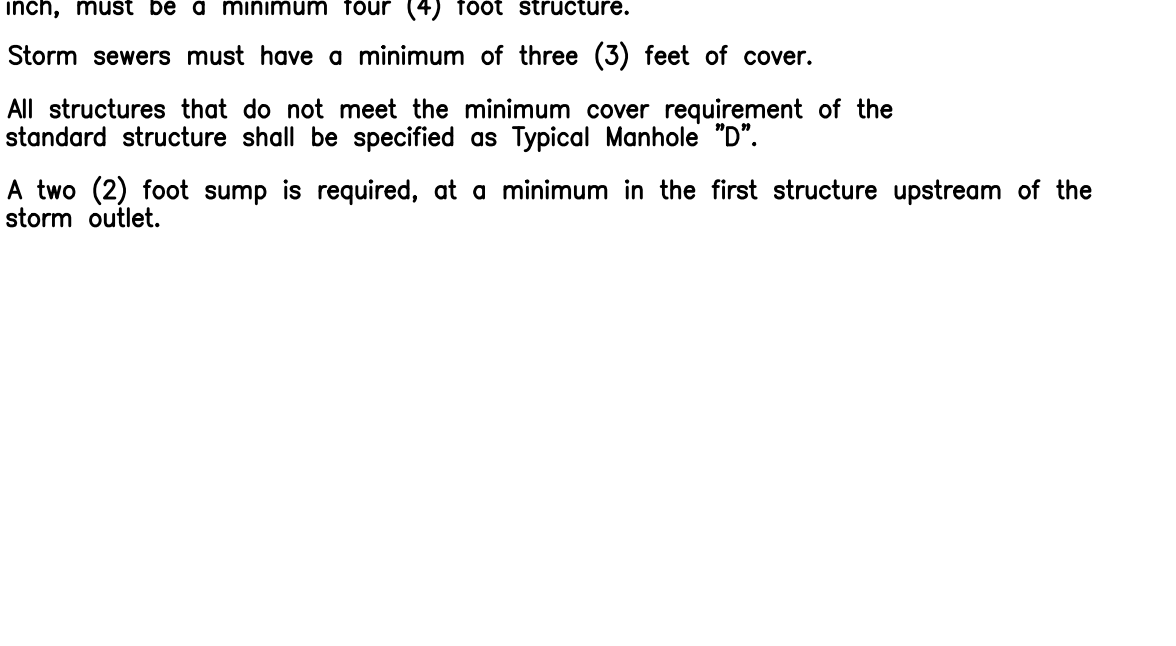 inch, must be a minimum four (4) foot structure.
Storm sewers must have a minimum of three (3) feet of cover.
All structures that do not meet the minimum cover requirement of the
standard structure shall be specified as Typical Manhole "D".
A two (2) foot sump is required, at a minimum in the first structure upstream of the
storm outlet.